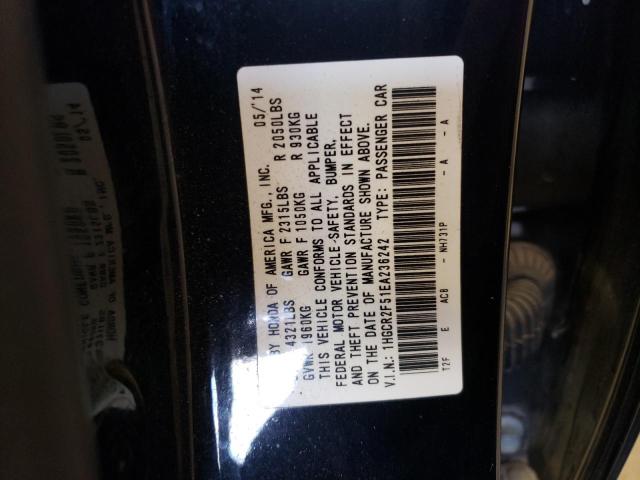 BY HONDA OF AMERICA MFG., INC. 05/'14
4321LBS GAWR F 2315LBS R 2050LBS
GVWR 1960KG GAWR F 1050KG R 930KG
THIS VEHICLE CONFORMS TO ALL APPLICABLE
FEDERAL MOTOR VEHICLE-SAFETY, BUMPER,
AND THEFT PREVENTION STANDARDS IN EFFECT
ON THE DATE OF MANUFACTURE SHOWN ABOVE.
V.I.N.: 1HGCR2F51EA236242 TYPE: PASSENGER CAR
12F E ACB - NH731P - A - A